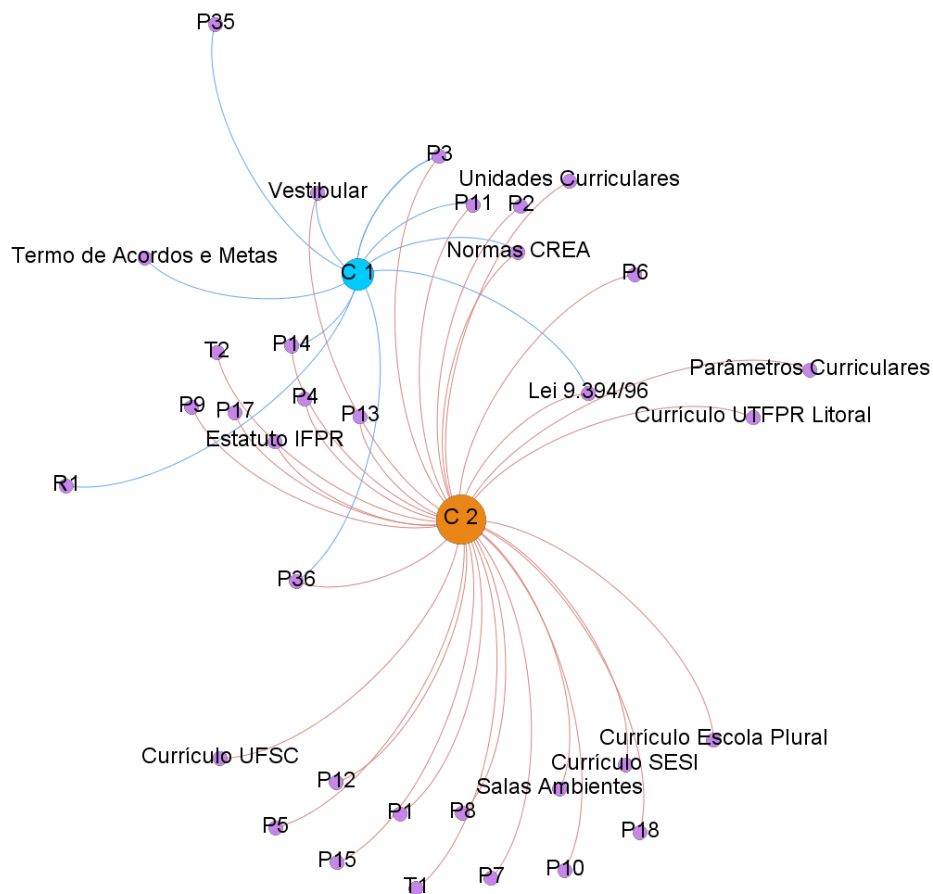 P35
P3
Unidades Curriculares
Vestibular
P11
P2
Normas CREA
Termo de Acordos e Metas
C 1
P6
P14
T2
Parâmetros Curriculares
Lei 9.394/96
P4
P9
P17
P13
Currículo UTFPR Litoral
Estatuto IFPR
R1
C 2
P36
Currículo Escola Plural
Currículo UFSC
Currículo SESI
P12
Salas Ambientes
P1
P8
P5
P18
P15
P10
P7
T1